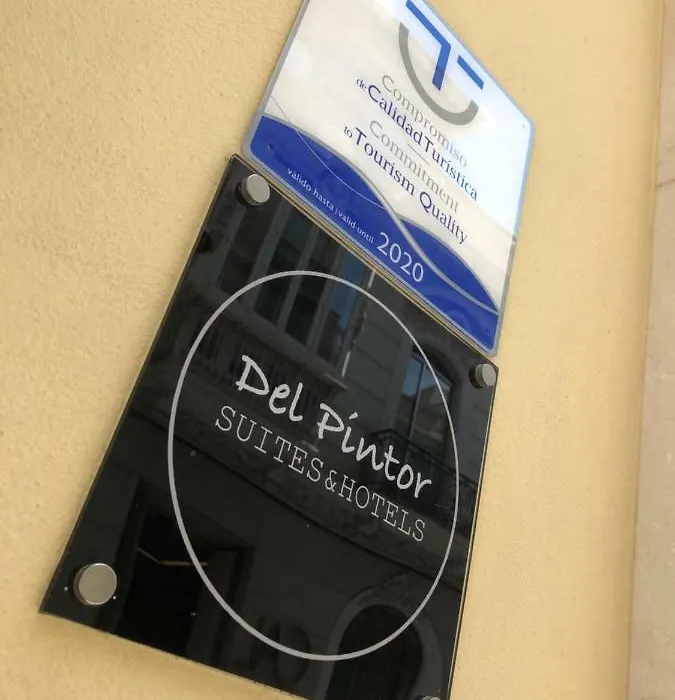 Compromiso
de Calidad Turística
Commitment
to Tourism Quality
válido hasta | valid until 2020
Del Pintor
SUITES&HOTELS